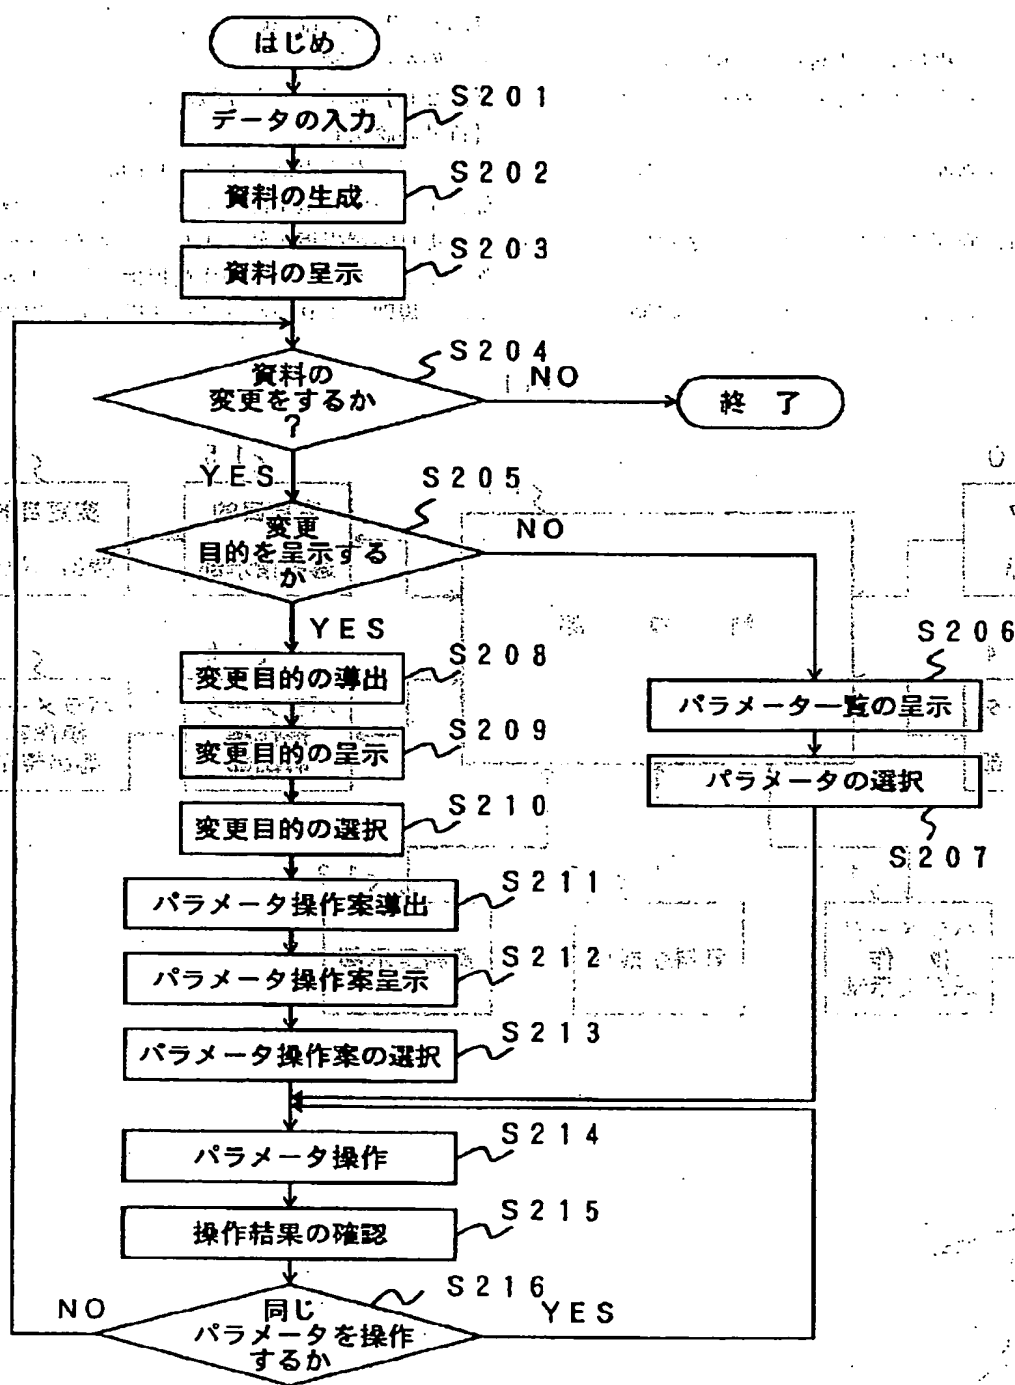 はじめ
S201
データの入力
S202
資料の生成
S203
資料の呈示
S204
資料の
変更をするか
?
NO
終 了
YES
S205
変更
目的を呈示する
か
NO
YES
S206
パラメータ一覧の呈示
パラメータの選択
S207
S208
変更目的の導出
S209
変更目的の呈示
S210
変更目的の選択
S211
パラメータ操作案導出
S212
パラメータ操作案呈示
S213
パラメータ操作案の選択
S214
パラメータ操作
S215
操作結果の確認
S216
同じ
パラメータを操作
するか
NO
YES